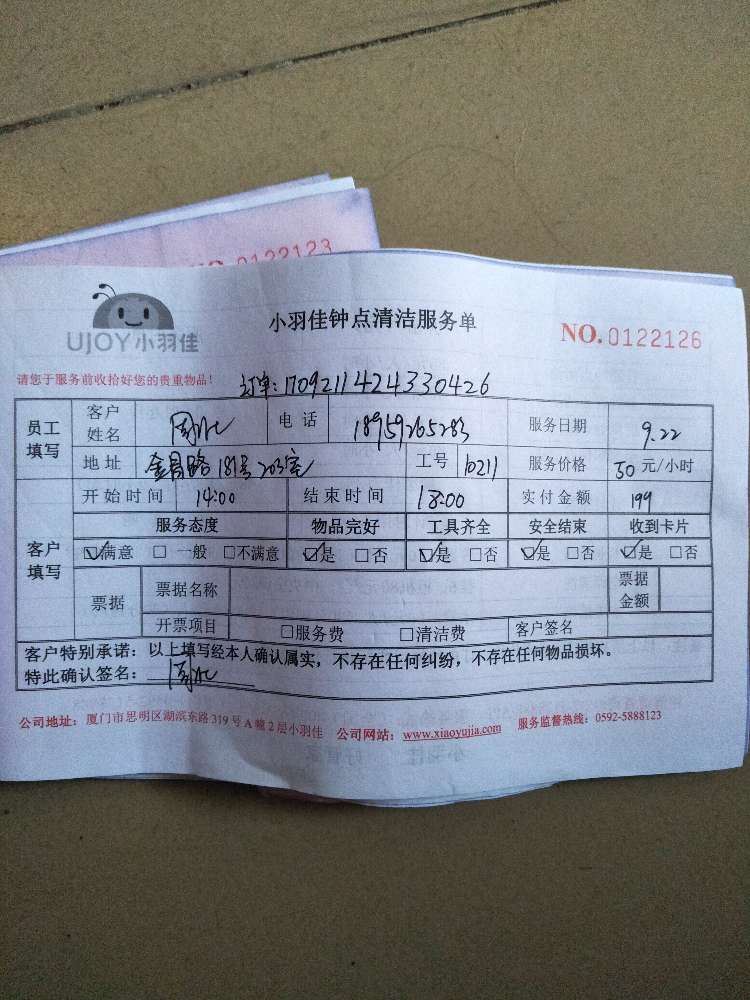 NO. 0122123
UJOY小羽佳
小羽佳钟点清洁服务单
NO. 0122126
请您于服务前收拾好您的贵重物品!
订单:1709211424330426
员工填写 客户姓名 周 电话 18959265283 服务日期 9.22
地址 金昌路181号203室 工号 10211 服务价格 50元/小时
客户填写 开始时间 14:00 结束时间 18:00 实付金额 199
服务态度 物品完好 工具齐全 安全结束 收到卡片
☑满意 □一般 □不满意 ☑是 □否 ☑是 □否 ☑是 □否 ☑是 □否
票据 票据名称 票据金额
开票项目 □服务费 □清洁费 客户签名
客户特别承诺:以上填写经本人确认属实,不存在任何纠纷,不存在任何物品损坏。
特此确认签名:周
公司地址:厦门市思明区湖滨东路319号A幢2层小羽佳 公司网站:www.xiaoyujia.com 服务监督热线:0592-5888123